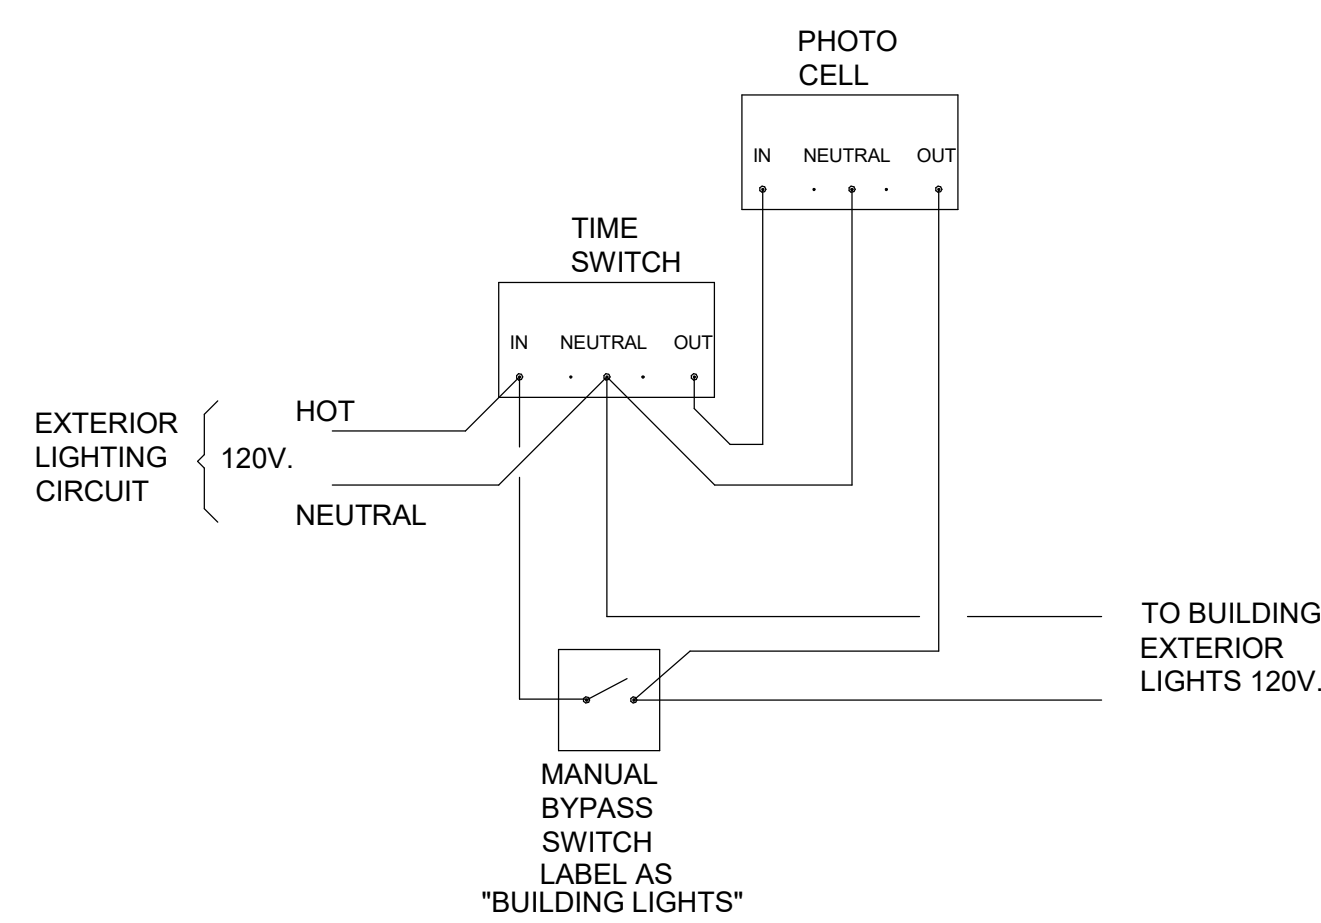 PHOTO
CELL
IN NEUTRAL OUT
TIME
SWITCH
IN NEUTRAL OUT
HOT
EXTERIOR
LIGHTING
CIRCUIT
120V.
NEUTRAL
TO BUILDING
EXTERIOR
LIGHTS 120V.
MANUAL
BYPASS
SWITCH
LABEL AS
"BUILDING LIGHTS"